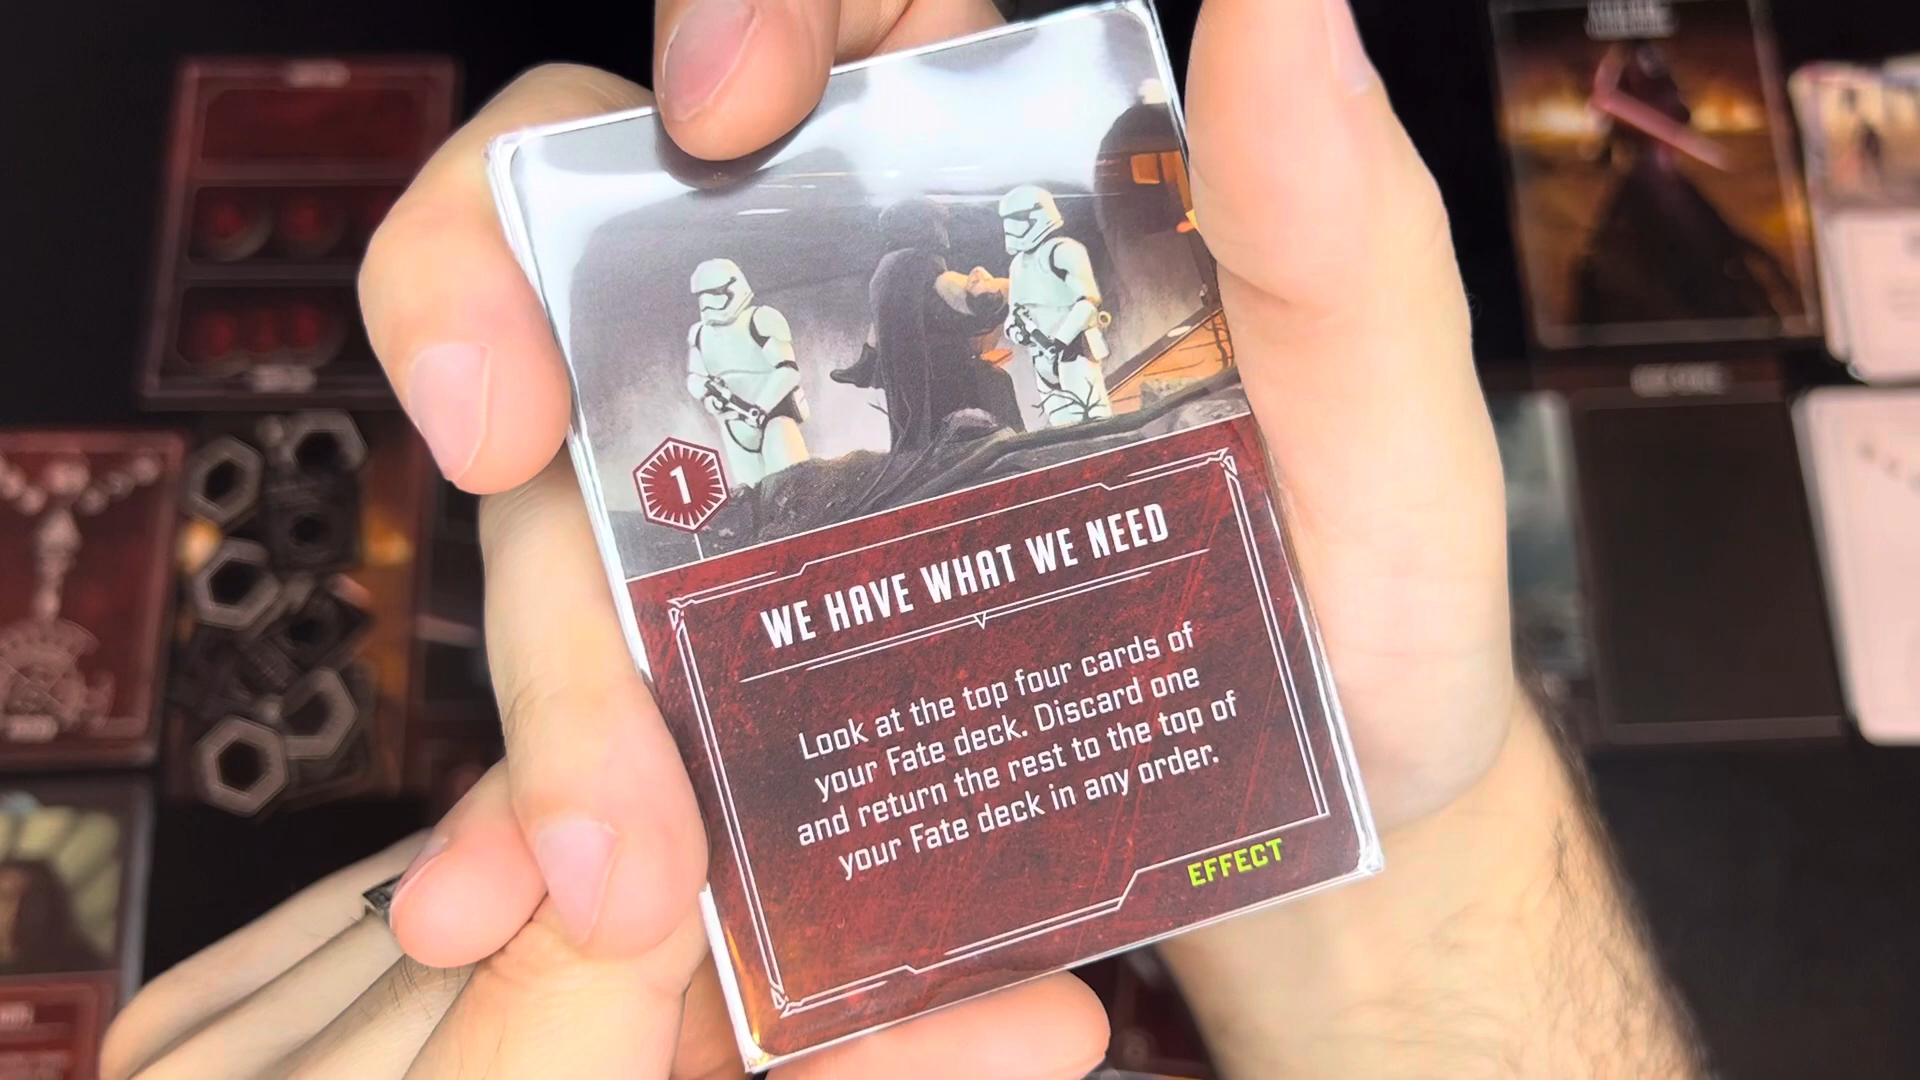 1
WE HAVE WHAT WE NEED
Look at the top four cards of
your Fate deck. Discard one
and return the rest to the top of
your Fate deck in any order.
EFFECT